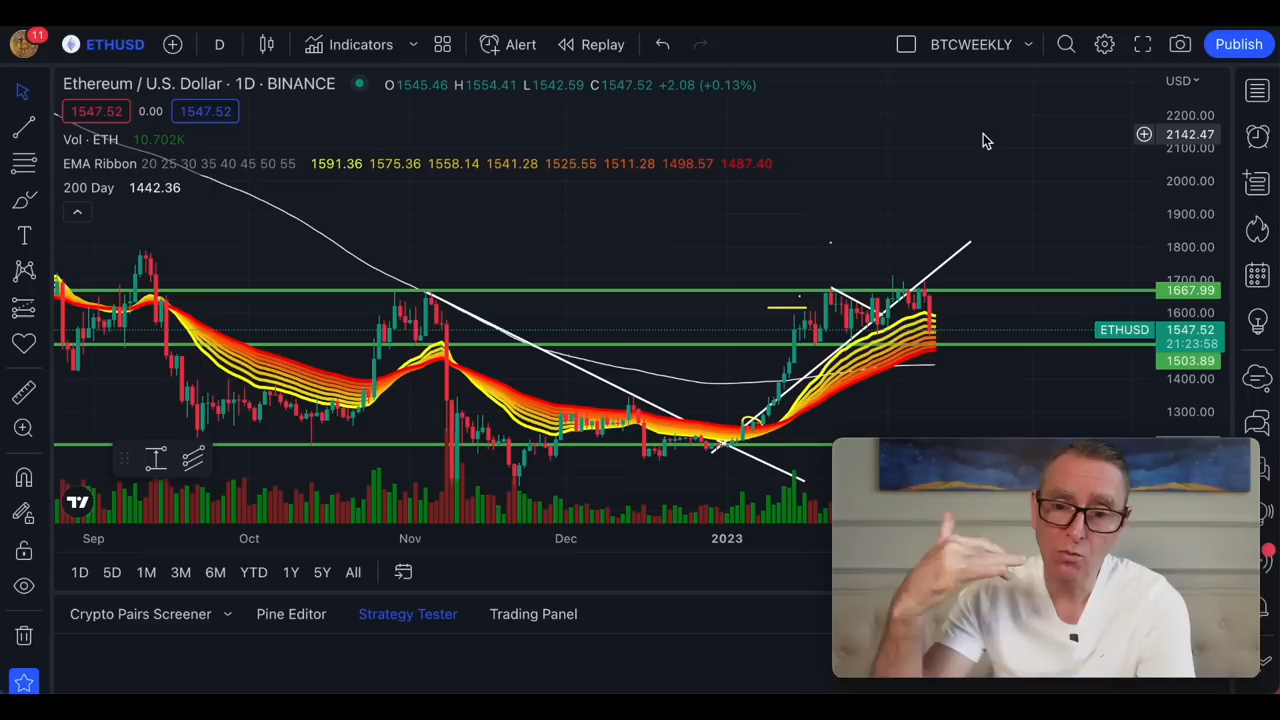 11
ETHUSD
D
Indicators
Alert
Replay
BTCWEEKLY
Publish
Ethereum / U.S. Dollar · 1D · BINANCE
O1545.46 H1554.41 L1542.59 C1547.52 +2.08 (+0.13%)
USD
1547.52 0.00 1547.52
Vol · ETH 10.702K
EMA Ribbon 20 25 30 35 40 45 50 55 1591.36 1575.36 1558.14 1541.28 1525.55 1511.28 1498.57 1487.40
200 Day 1442.36
2200.00
2142.47
2100.00
2000.00
1900.00
1800.00
1700.00
1667.99
1600.00
ETHUSD 1547.52
21:23:58
1503.89
1400.00
1300.00
Sep Oct Nov Dec 2023
1D 5D 1M 3M 6M YTD 1Y 5Y All
Crypto Pairs Screener Pine Editor Strategy Tester Trading Panel